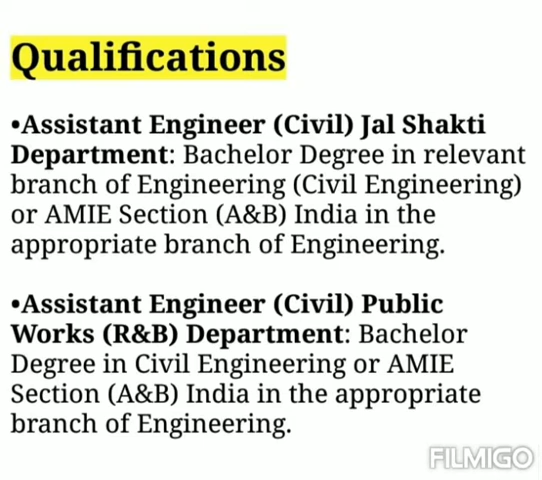 Qualifications
•Assistant Engineer (Civil) Jal Shakti
Department: Bachelor Degree in relevant
branch of Engineering (Civil Engineering)
or AMIE Section (A&B) India in the
appropriate branch of Engineering.
•Assistant Engineer (Civil) Public
Works (R&B) Department: Bachelor
Degree in Civil Engineering or AMIE
Section (A&B) India in the appropriate
branch of Engineering.
FILMIGO